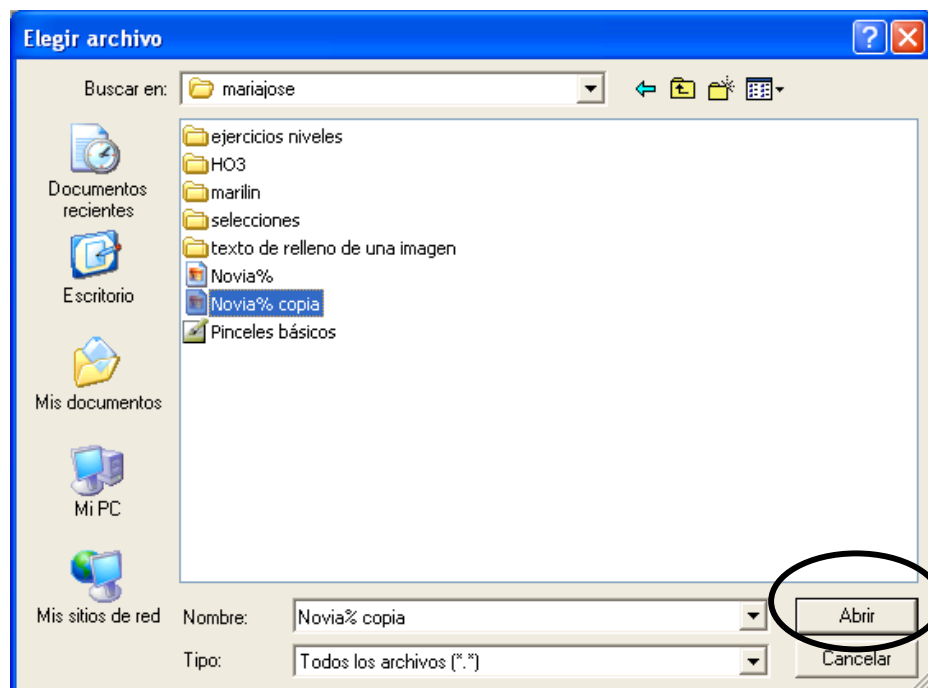 Elegir archivo
Buscar en: mariajose
ejercicios niveles
HO3
marilin
selecciones
texto de relleno de una imagen
Novia%
Novia% copia
Pinceles básicos
Documentos
recientes
Escritorio
Mis documentos
Mi PC
Mis sitios de red
Nombre: Novia% copia Abrir
Tipo: Todos los archivos (*.*) Cancelar